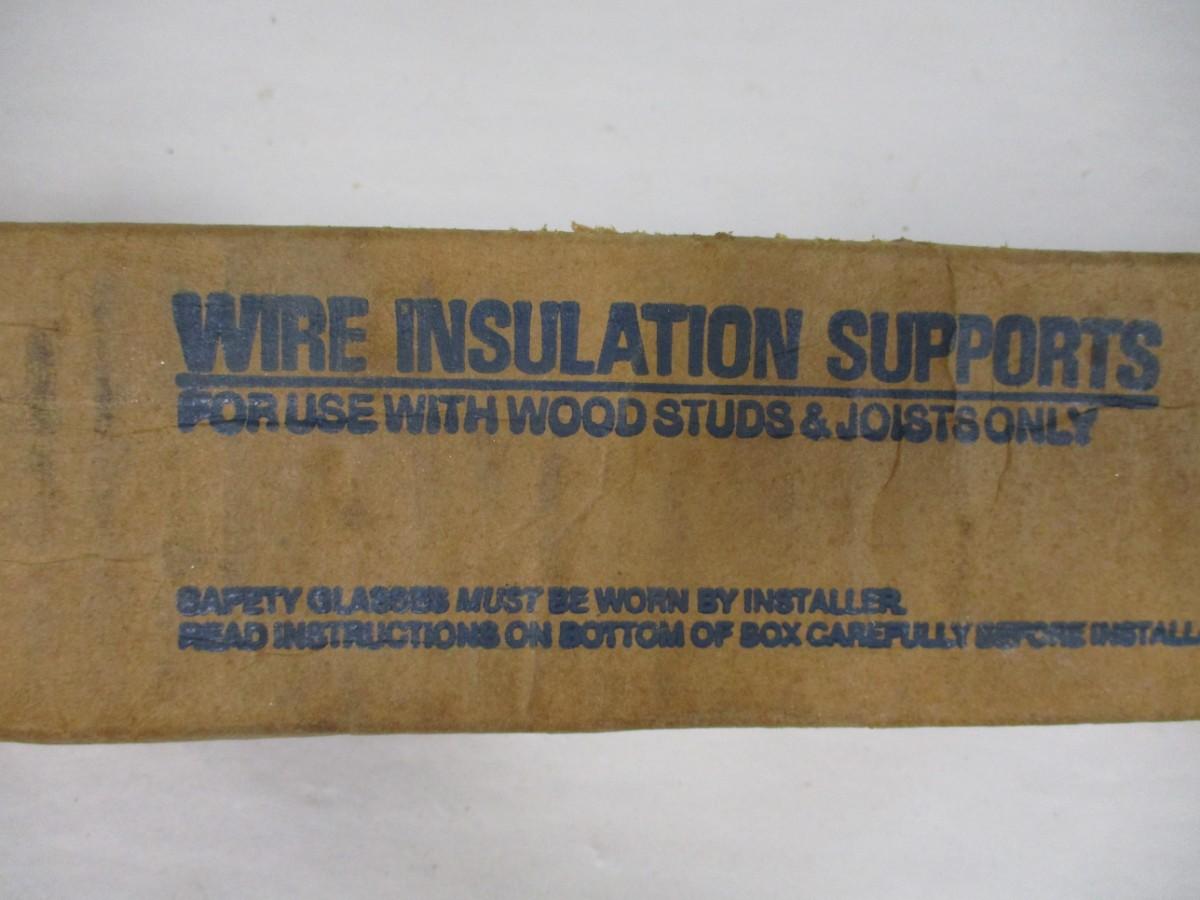 WIRE INSULATION SUPPORTS
FOR USE WITH WOOD STUDS & JOISTS ONLY
SAFETY GLASSES MUST BE WORN BY INSTALLER.
READ INSTRUCTIONS ON BOTTOM OF BOX CAREFULLY BEFORE INSTALL